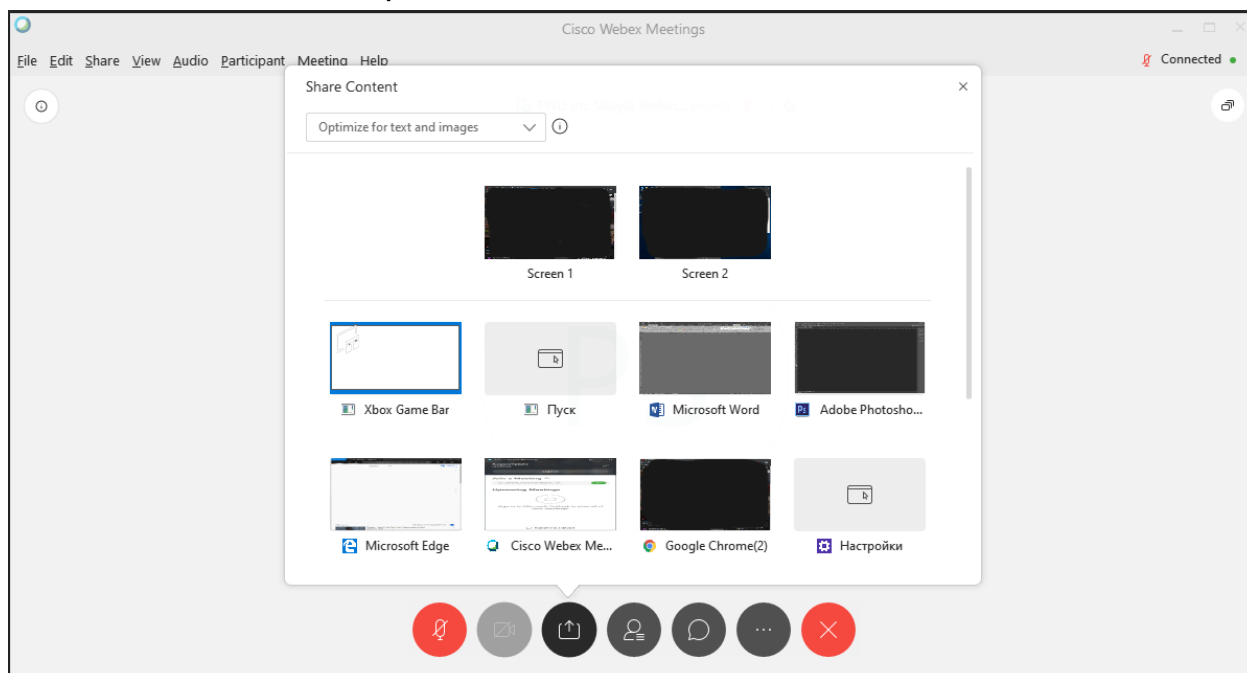 Cisco Webex Meetings
File Edit Share View Audio Participant Meeting Help
Connected
Share Content
Optimize for text and images
Screen 1 Screen 2
Xbox Game Bar Пуск Microsoft Word Adobe Photosho...
Upcoming Meetings
Microsoft Edge Cisco Webex Me... Google Chrome(2) Настройки